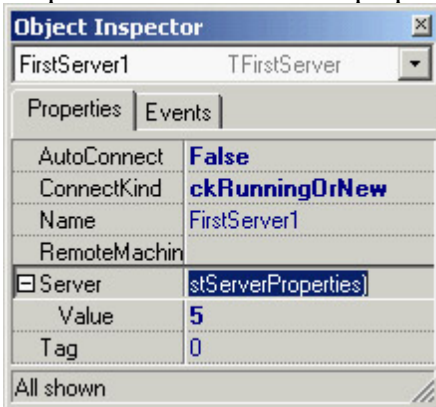 Object Inspector
FirstServer1 TFirstServer
Properties Events
AutoConnect False
ConnectKind ckRunningOrNew
Name FirstServer1
RemoteMachin
Server stServerProperties)
Value 5
Tag 0
All shown